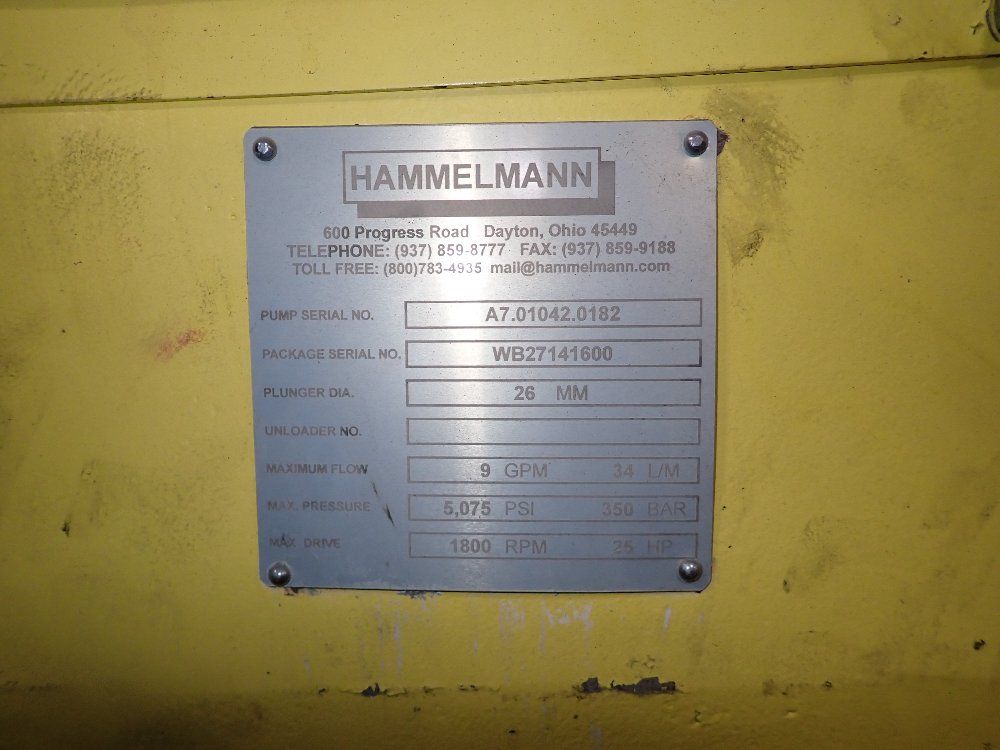 HAMMELMANN
600 Progress Road Dayton, Ohio 45449
TELEPHONE: (937) 859-8777 FAX: (937) 859-9188
TOLL FREE: (800)783-4935 mail@hammelmann.com
PUMP SERIAL NO. A7.01042.0182
PACKAGE SERIAL NO. WB27141600
PLUNGER DIA. 26 MM
UNLOADER NO.
MAXIMUM FLOW 9 GPM 34 L/M
MAX. PRESSURE 5,075 PSI 350 BAR
MAX. DRIVE 1800 RPM 25 HP